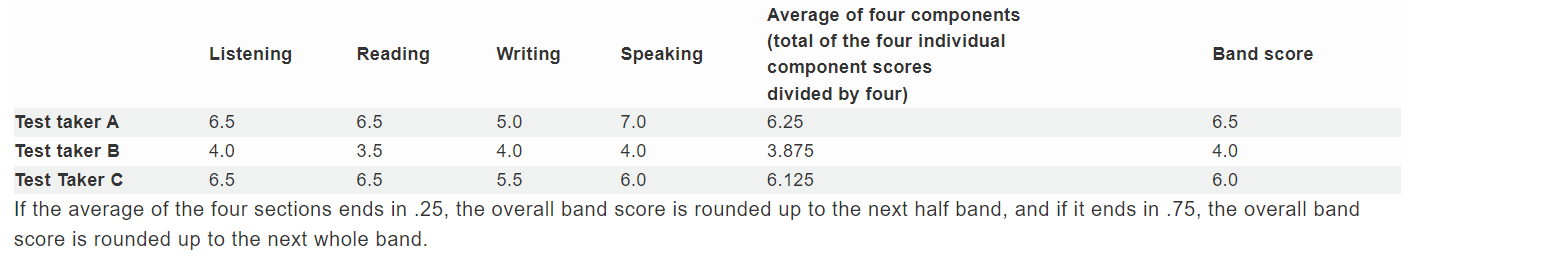 Average of four components
(total of the four individual
Listening Reading Writing Speaking component scores Band score
divided by four)
Test taker A 6.5 6.5 5.0 7.0 6.25 6.5
Test taker B 4.0 3.5 4.0 4.0 3.875 4.0
Test Taker C 6.5 6.5 5.5 6.0 6.125 6.0
If the average of the four sections ends in .25, the overall band score is rounded up to the next half band, and if it ends in .75, the overall band
score is rounded up to the next whole band.